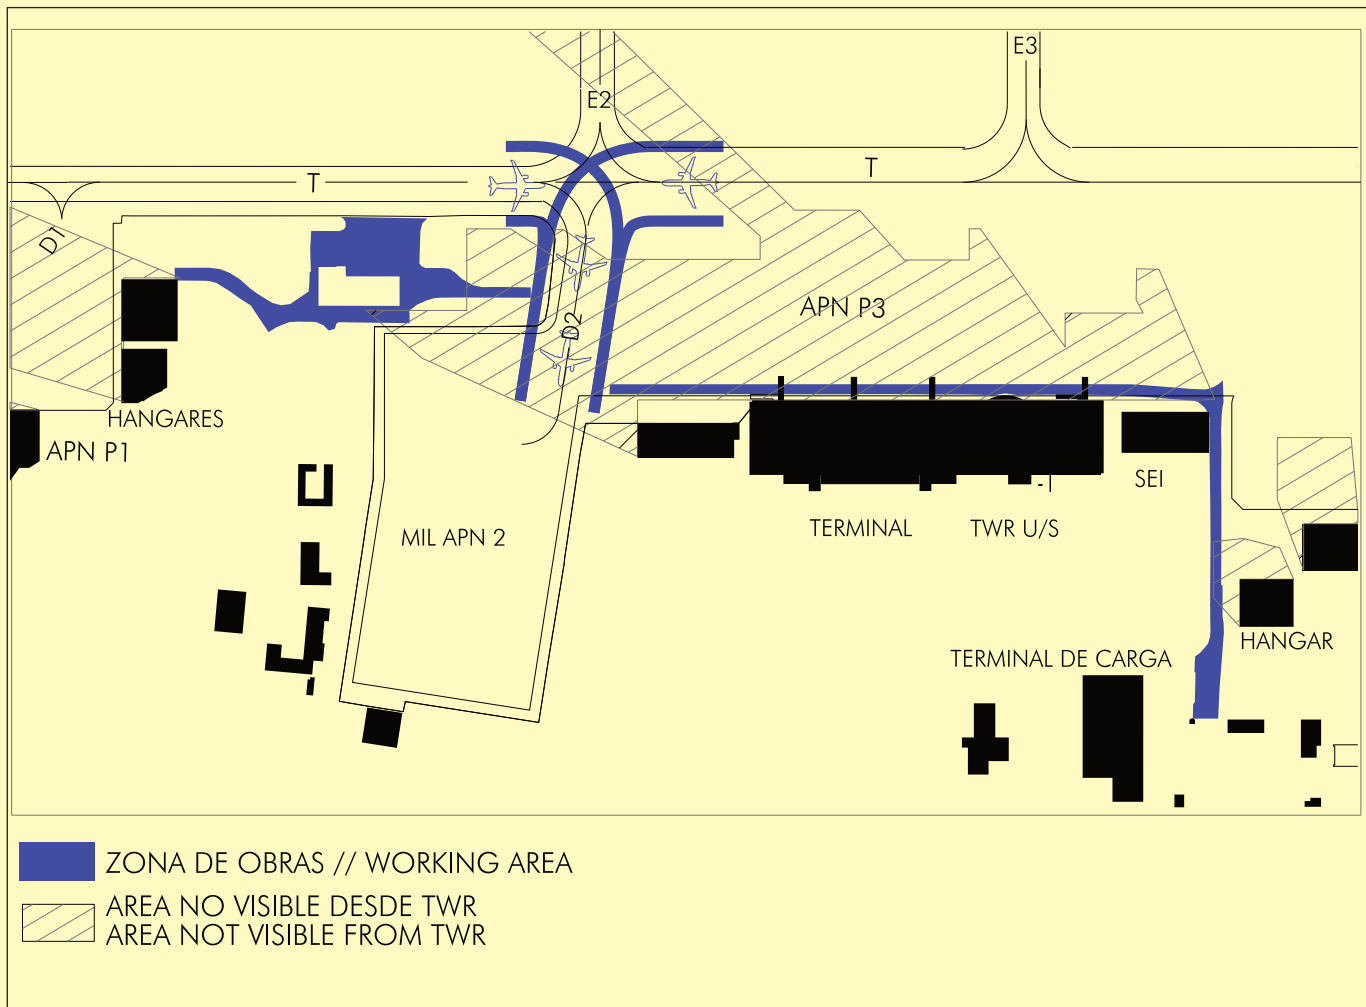 E3
E2
T
T
D1
APN P3
D2
HANGARES
APN P1
SEI
MIL APN 2
TERMINAL
TWR U/S
HANGAR
TERMINAL DE CARGA
ZONA DE OBRAS // WORKING AREA
AREA NO VISIBLE DESDE TWR
AREA NOT VISIBLE FROM TWR